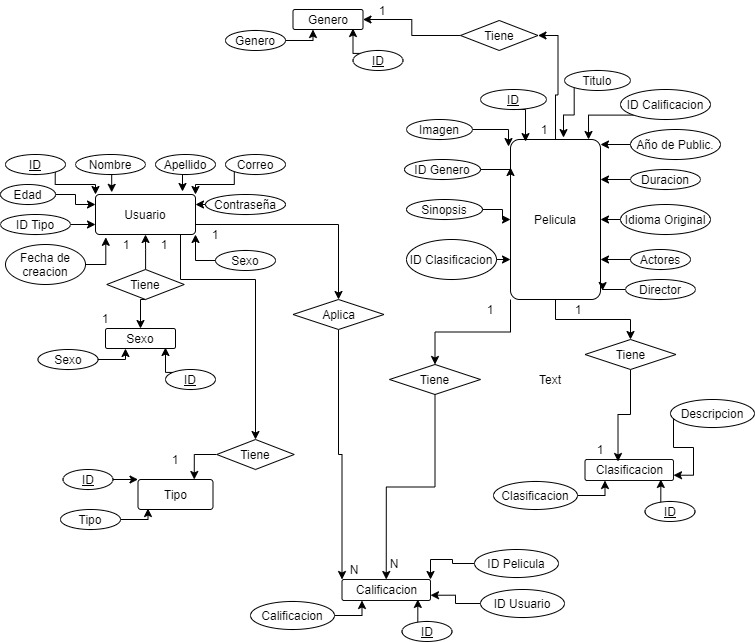 Genero
1
Genero
Tiene
ID
Titulo
ID
ID Calificacion
Imagen
1
Año de Public.
ID
Nombre
Apellido
Correo
ID Genero
Duracion
Edad
Usuario
Contraseña
Sinopsis
Pelicula
Idioma Original
ID Tipo
1
1
1
Fecha de
creacion
Sexo
ID Clasificacion
Actores
Tiene
Director
1
Aplica
1
1
Sexo
Tiene
Sexo
ID
Tiene
Text
Descripcion
1
Tiene
1
Clasificacion
ID
Tipo
Clasificacion
ID
Tipo
N
N
ID Pelicula
Calificacion
ID Usuario
Calificacion
ID